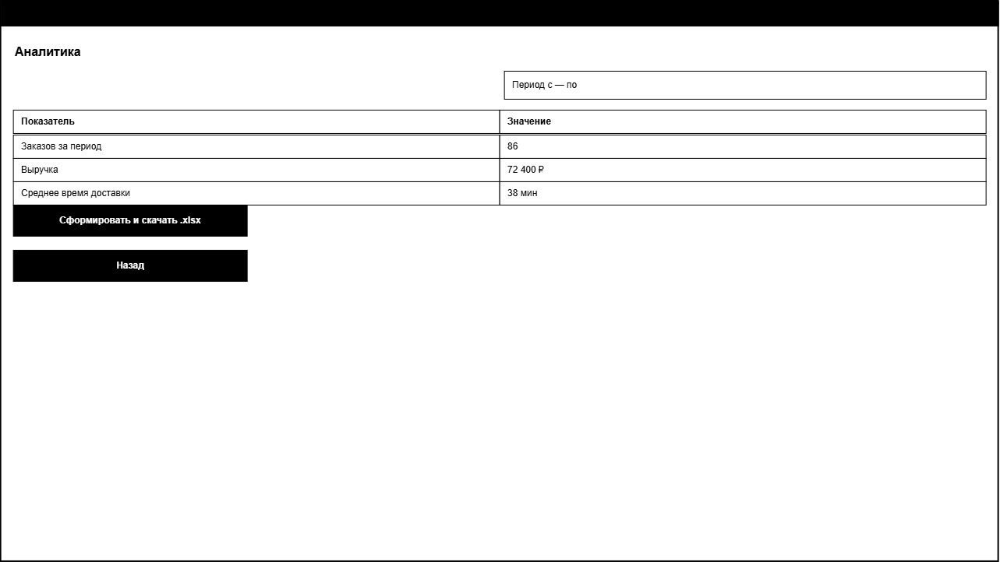 Аналитика
Период с — по
Показатель Значение
Заказов за период 86
Выручка 72 400 ₽
Среднее время доставки 38 мин
Сформировать и скачать .xlsx
Назад